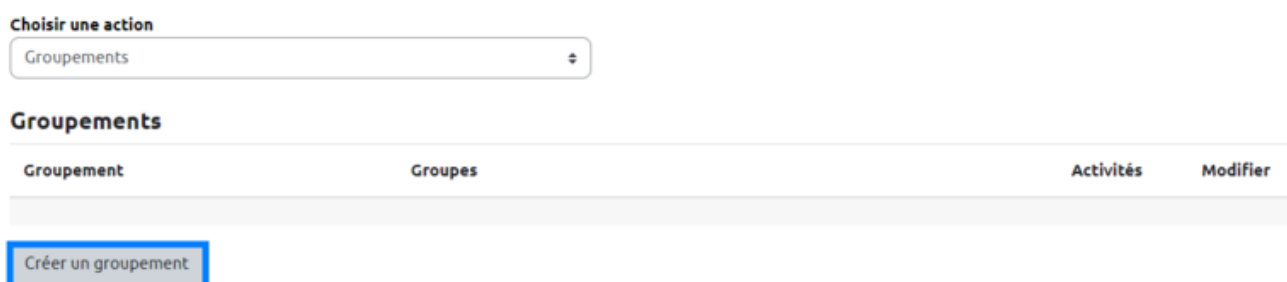 Choisir une action
Groupements
Groupements
Groupement Groupes Activités Modifier
Créer un groupement